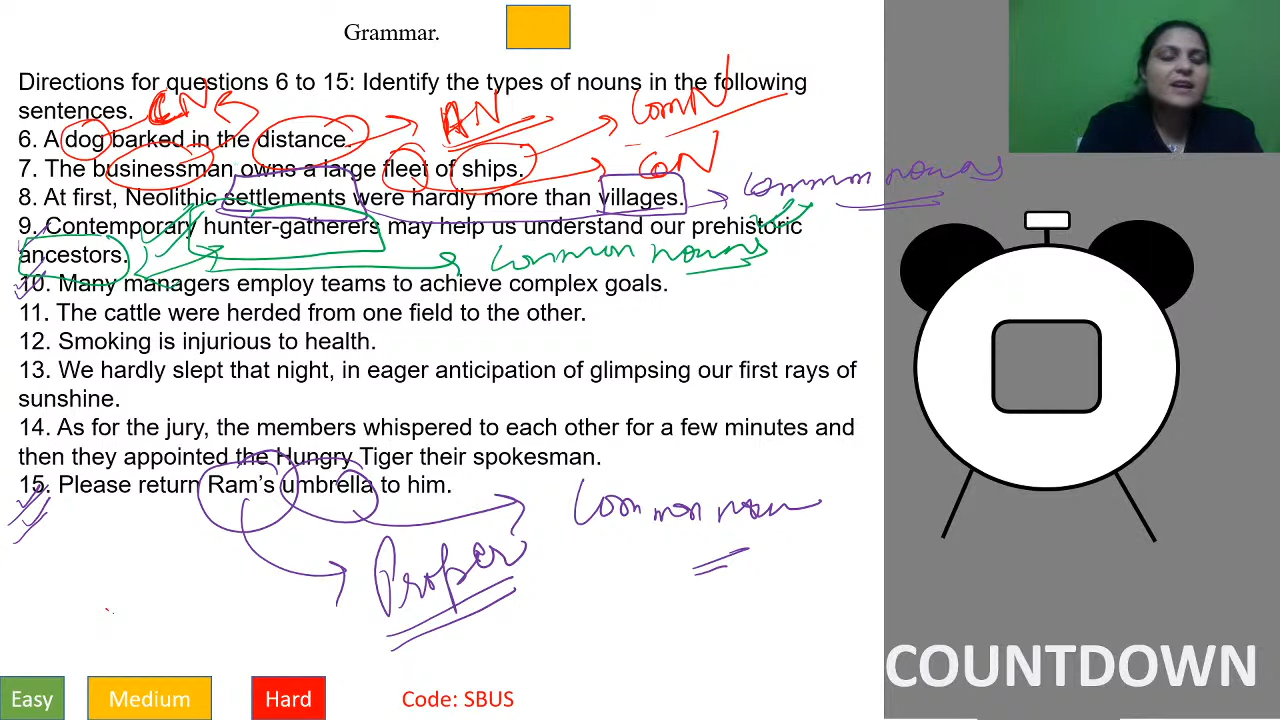 Grammar.
Directions for questions 6 to 15: Identify the types of nouns in the following
sentences.
CN
AN
ComN
6. A dog barked in the distance.
7. The businessman owns a large fleet of ships.
CN
8. At first, Neolithic settlements were hardly more than villages.
common nouns
9. Contemporary hunter-gatherers may help us understand our prehistoric
ancestors.
common nouns
10. Many managers employ teams to achieve complex goals.
11. The cattle were herded from one field to the other.
12. Smoking is injurious to health.
13. We hardly slept that night, in eager anticipation of glimpsing our first rays of
sunshine.
14. As for the jury, the members whispered to each other for a few minutes and
then they appointed the Hungry Tiger their spokesman.
15. Please return Ram's umbrella to him.
Common noun
Proper
COUNTDOWN
Easy
Medium
Hard
Code: SBUS